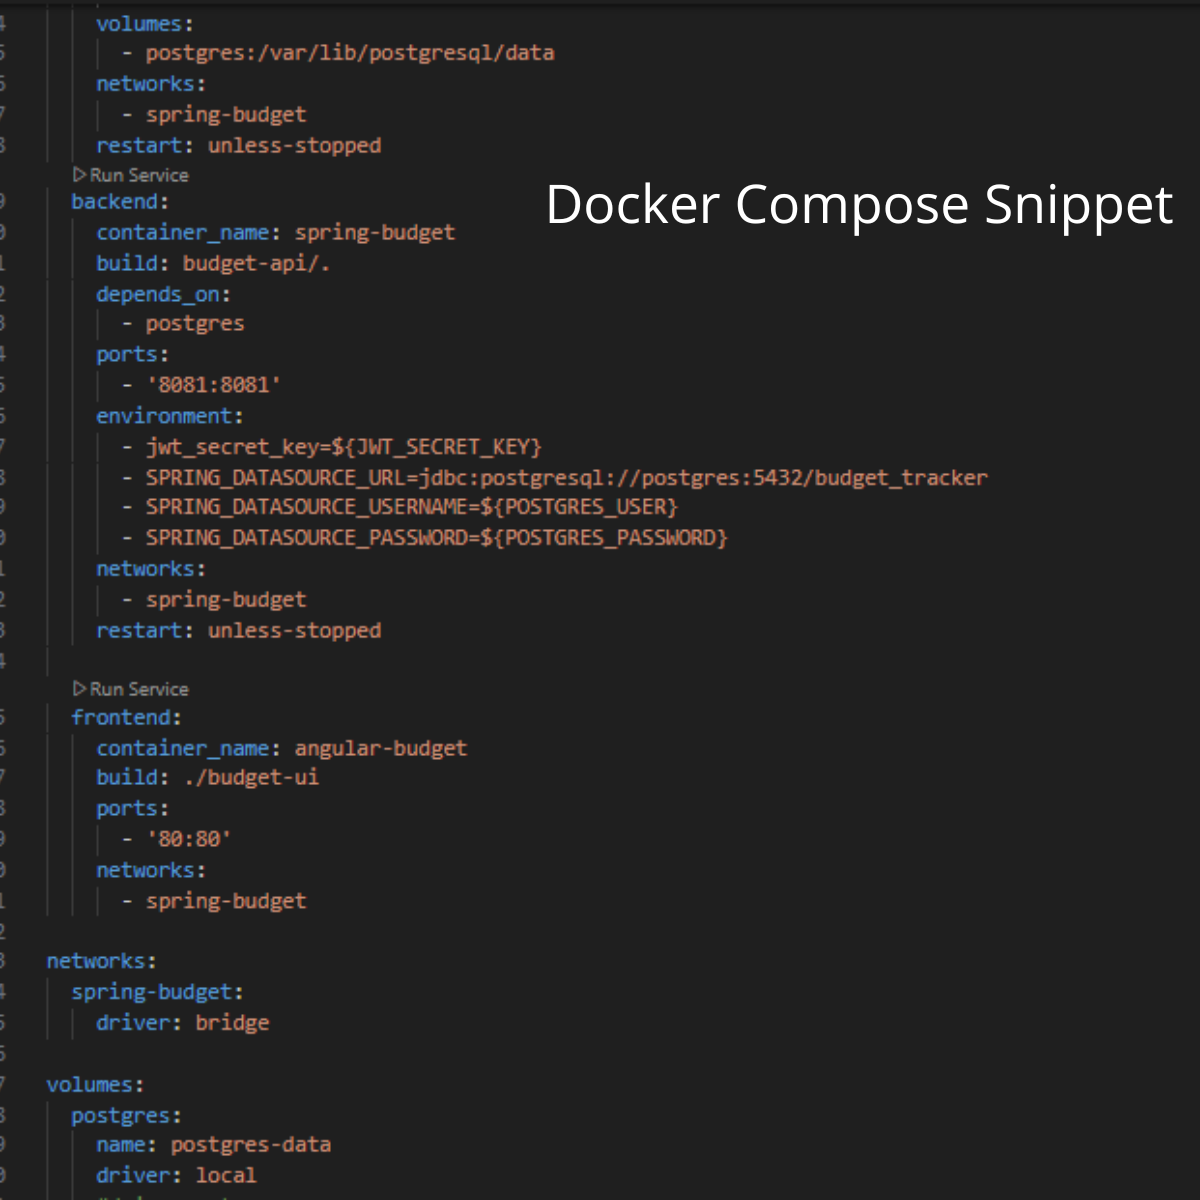 volumes:
- postgres:/var/lib/postgresql/data
networks:
- spring-budget
restart: unless-stopped
Run Service
backend:
Docker Compose Snippet
container_name: spring-budget
build: budget-api/.
depends_on:
- postgres
ports:
- '8081:8081'
environment:
- jwt_secret_key=${JWT_SECRET_KEY}
- SPRING_DATASOURCE_URL=jdbc:postgresql://postgres:5432/budget_tracker
- SPRING_DATASOURCE_USERNAME=${POSTGRES_USER}
- SPRING_DATASOURCE_PASSWORD=${POSTGRES_PASSWORD}
networks:
- spring-budget
restart: unless-stopped
Run Service
frontend:
container_name: angular-budget
build: ./budget-ui
ports:
- '80:80'
networks:
- spring-budget
networks:
spring-budget:
driver: bridge
volumes:
postgres:
name: postgres-data
driver: local